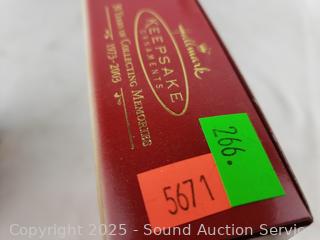 Hallmark
KEEPSAKE
ORNAMENTS
30 YEARS OF COLLECTING MEMORIES
1973-2003
266.
5671
Copyright 2025 - Sound Auction Service